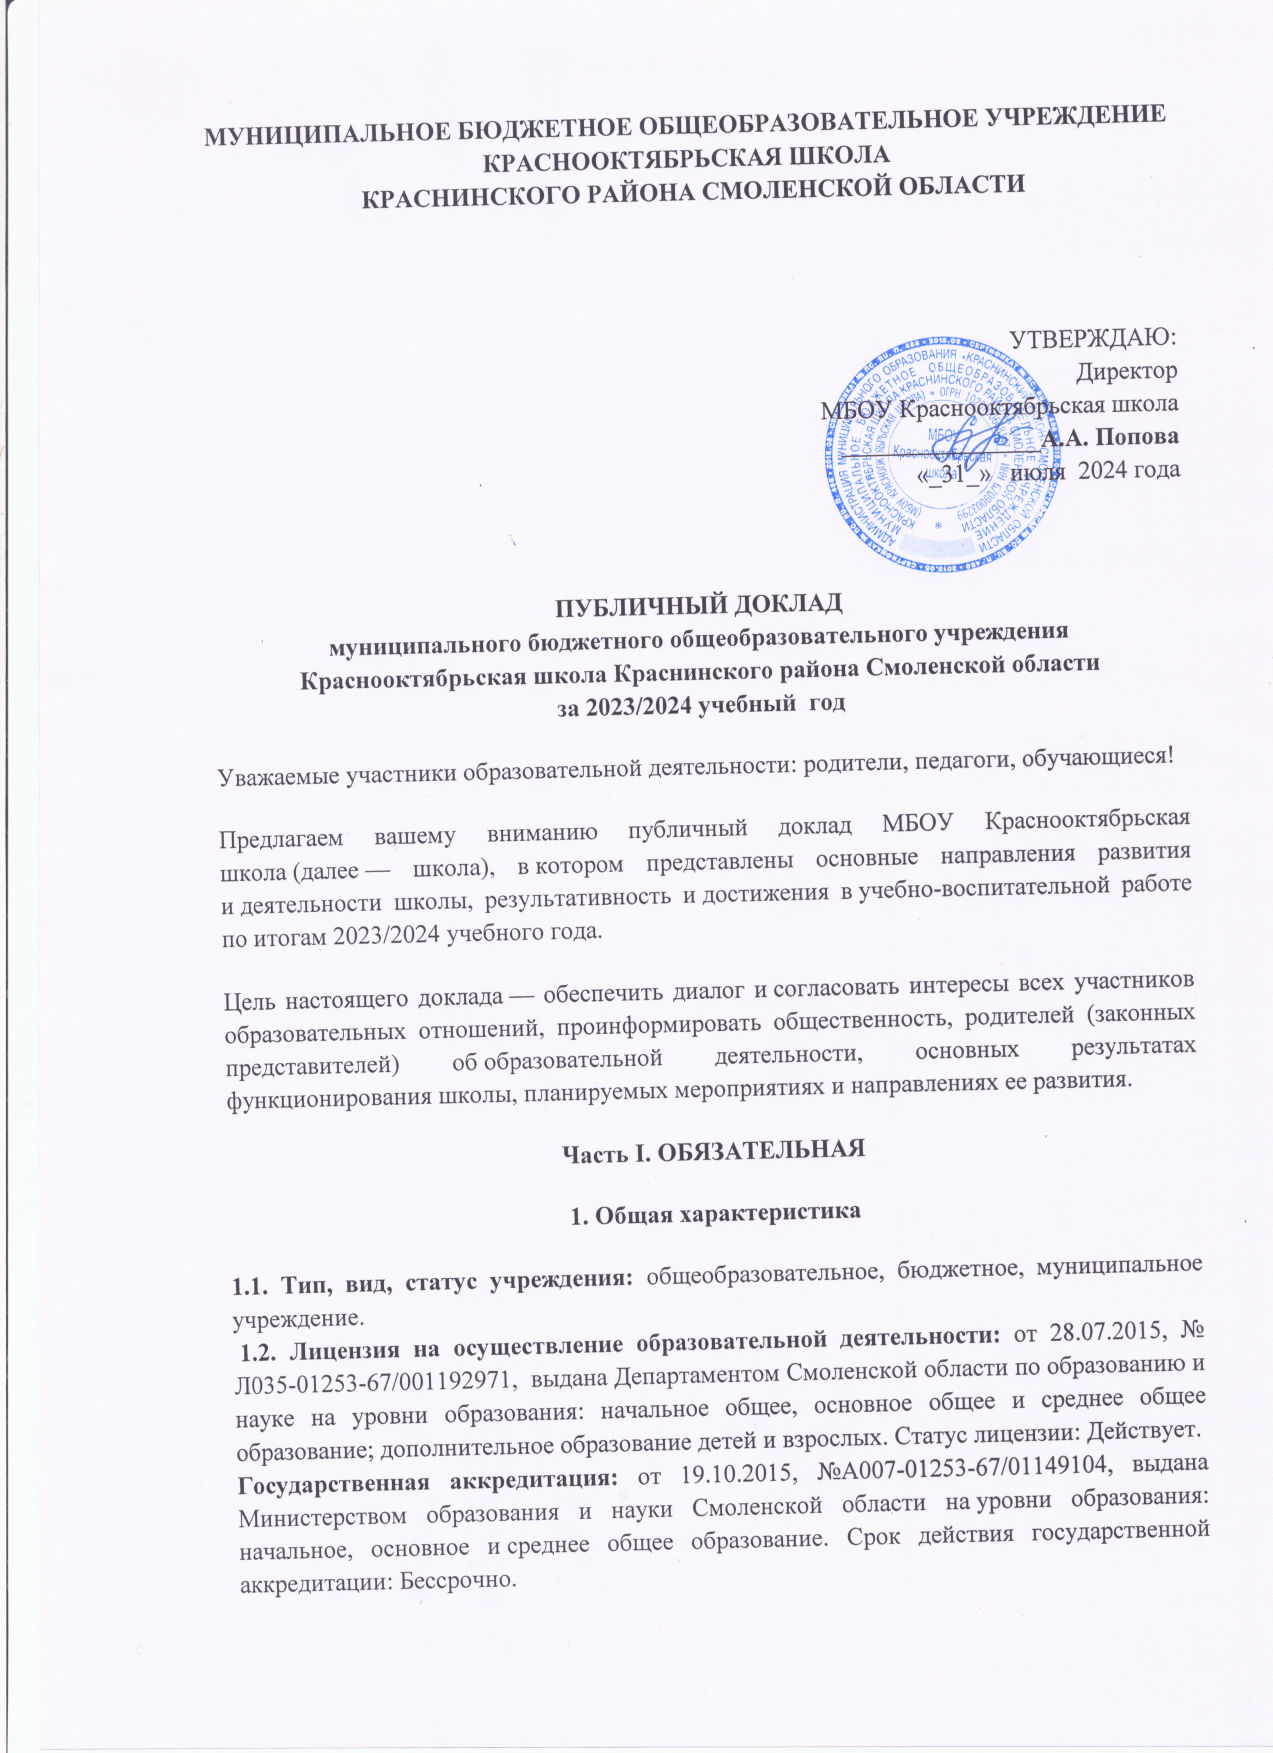 МУНИЦИПАЛЬНОЕ БЮДЖЕТНОЕ ОБЩЕОБРАЗОВАТЕЛЬНОЕ УЧРЕЖДЕНИЕ
КРАСНООКТЯБРЬСКАЯ ШКОЛА
КРАСНИНСКОГО РАЙОНА СМОЛЕНСКОЙ ОБЛАСТИ
УТВЕРЖДАЮ:
Директор
МБОУ Краснооктябрьская школа
А.А. Попова
«_31_» июля 2024 года
МБОУ
Краснооктябрьская
школа
ПУБЛИЧНЫЙ ДОКЛАД
муниципального бюджетного общеобразовательного учреждения
Краснооктябрьская школа Краснинского района Смоленской области
за 2023/2024 учебный год
Уважаемые участники образовательной деятельности: родители, педагоги, обучающиеся!
Предлагаем вашему вниманию публичный доклад МБОУ Краснооктябрьская
школа (далее — школа), в котором представлены основные направления развития
и деятельности школы, результативность и достижения в учебно-воспитательной работе
по итогам 2023/2024 учебного года.
Цель настоящего доклада — обеспечить диалог и согласовать интересы всех участников
образовательных отношений, проинформировать общественность, родителей (законных
представителей) об образовательной деятельности, основных результатах
функционирования школы, планируемых мероприятиях и направлениях ее развития.
Часть I. ОБЯЗАТЕЛЬНАЯ
1. Общая характеристика
1.1. Тип, вид, статус учреждения: общеобразовательное, бюджетное, муниципальное
учреждение.
1.2. Лицензия на осуществление образовательной деятельности: от 28.07.2015, №
Л035-01253-67/001192971, выдана Департаментом Смоленской области по образованию и
науке на уровни образования: начальное общее, основное общее и среднее общее
образование; дополнительное образование детей и взрослых. Статус лицензии: Действует.
Государственная аккредитация: от 19.10.2015, №А007-01253-67/01149104, выдана
Министерством образования и науки Смоленской области на уровни образования:
начальное, основное и среднее общее образование. Срок действия государственной
аккредитации: Бессрочно.